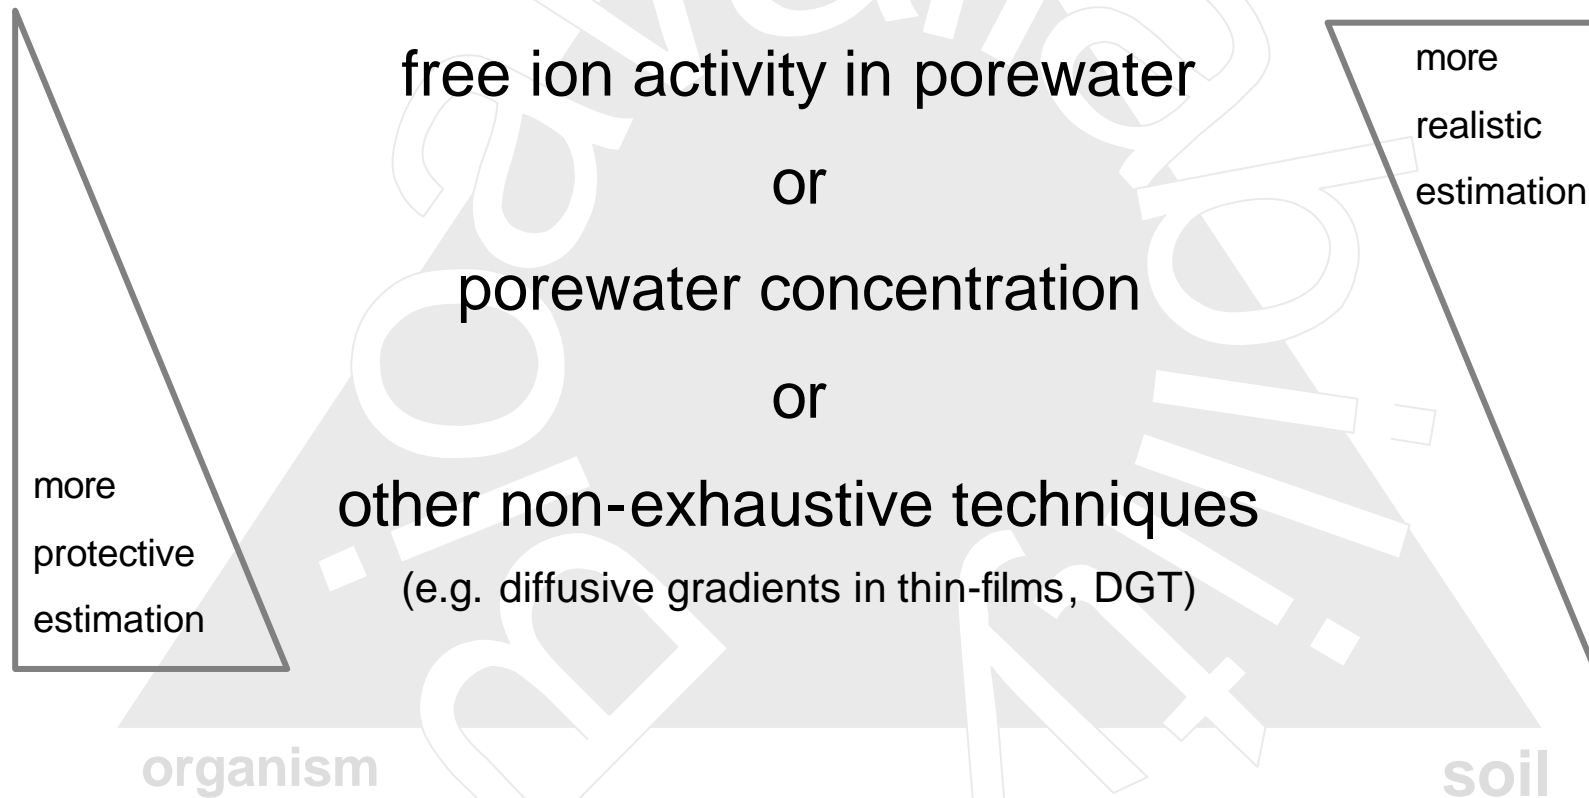 free ion activity in porewater
or
porewater concentration
or
other non-exhaustive techniques
(e.g. diffusive gradients in thin-films, DGT)
more
protective
estimation
more
realistic
estimation
Bioavailability
organism
soil